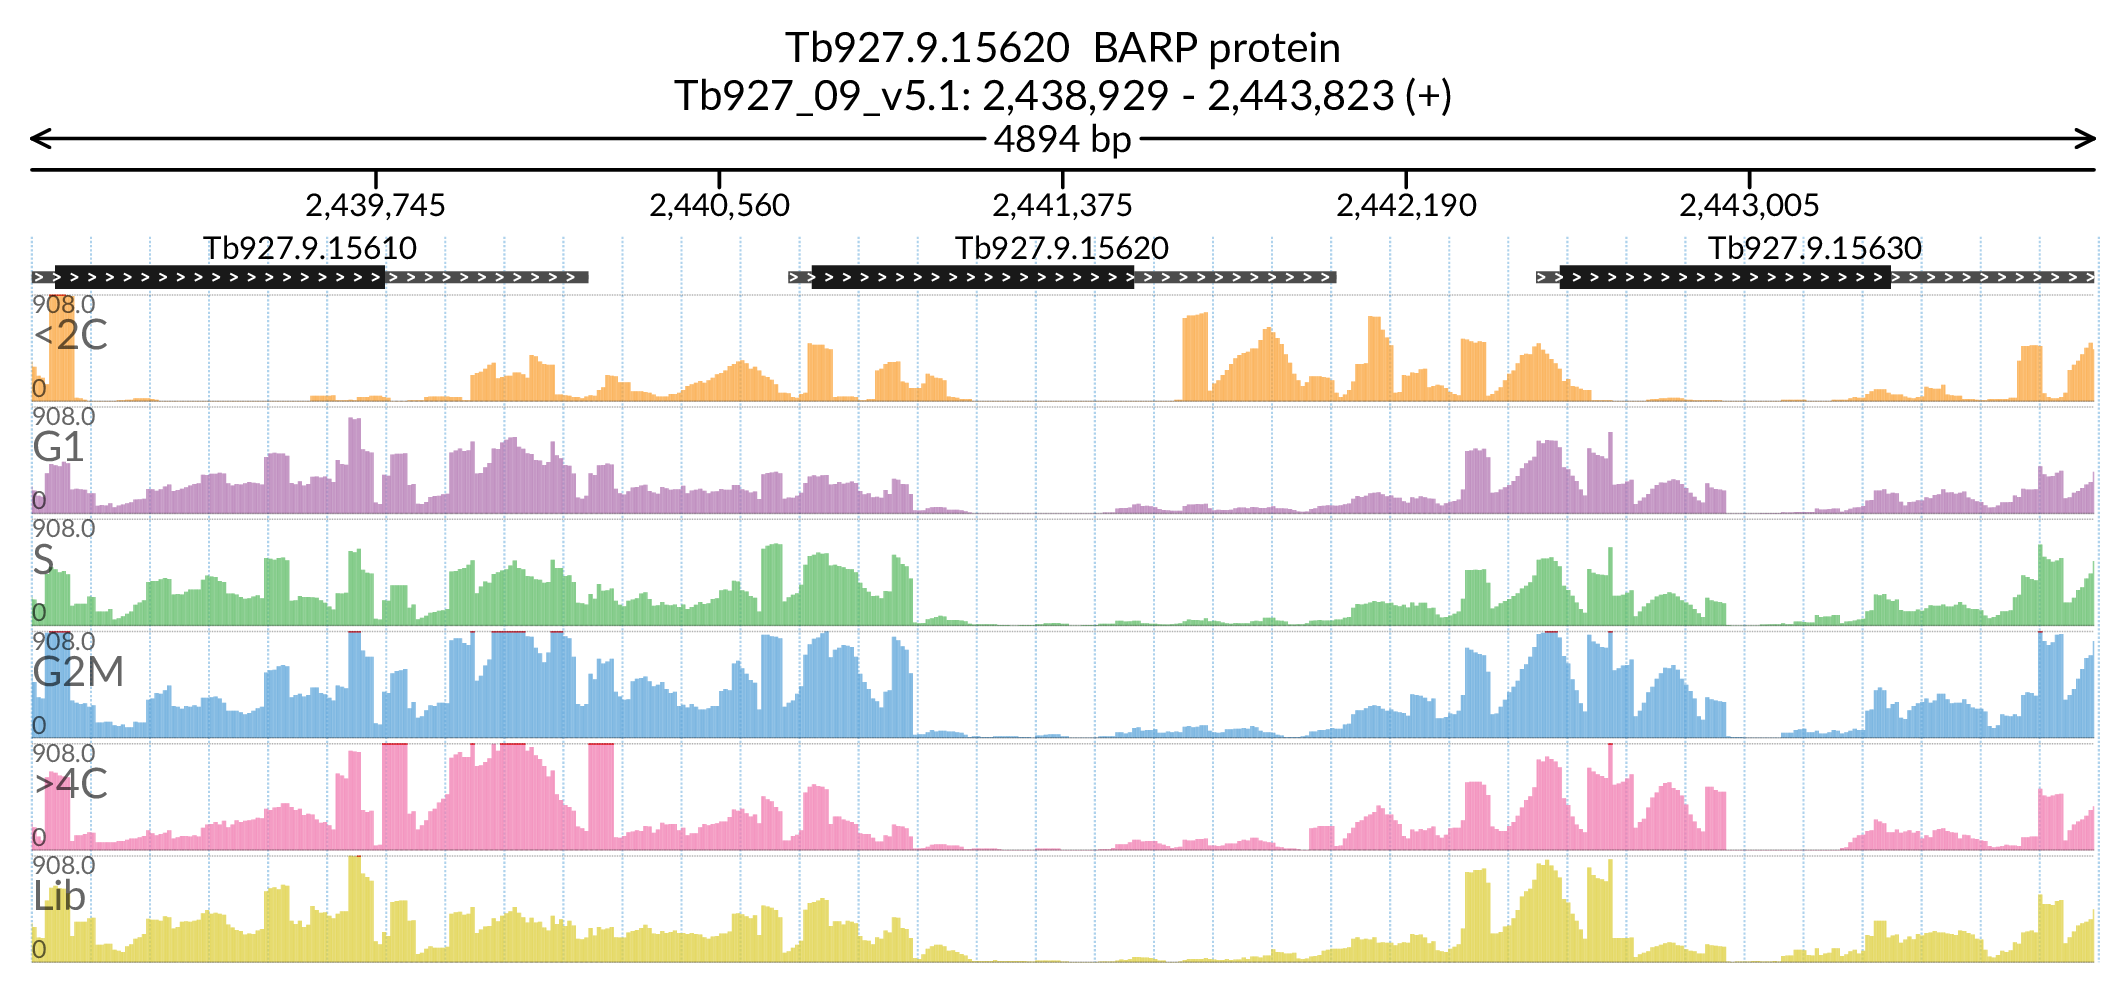 Tb927.9.15620 BARP protein
Tb927_09_v5.1: 2,438,929 - 2,443,823 (+)
4894 bp
2,439,745 2,440,560 2,441,375 2,442,190 2,443,005
Tb927.9.15610 Tb927.9.15620 Tb927.9.15630
908.0
<2C
0
908.0
G1
0
908.0
S
0
908.0
G2M
0
908.0
>4C
0
908.0
Lib
0